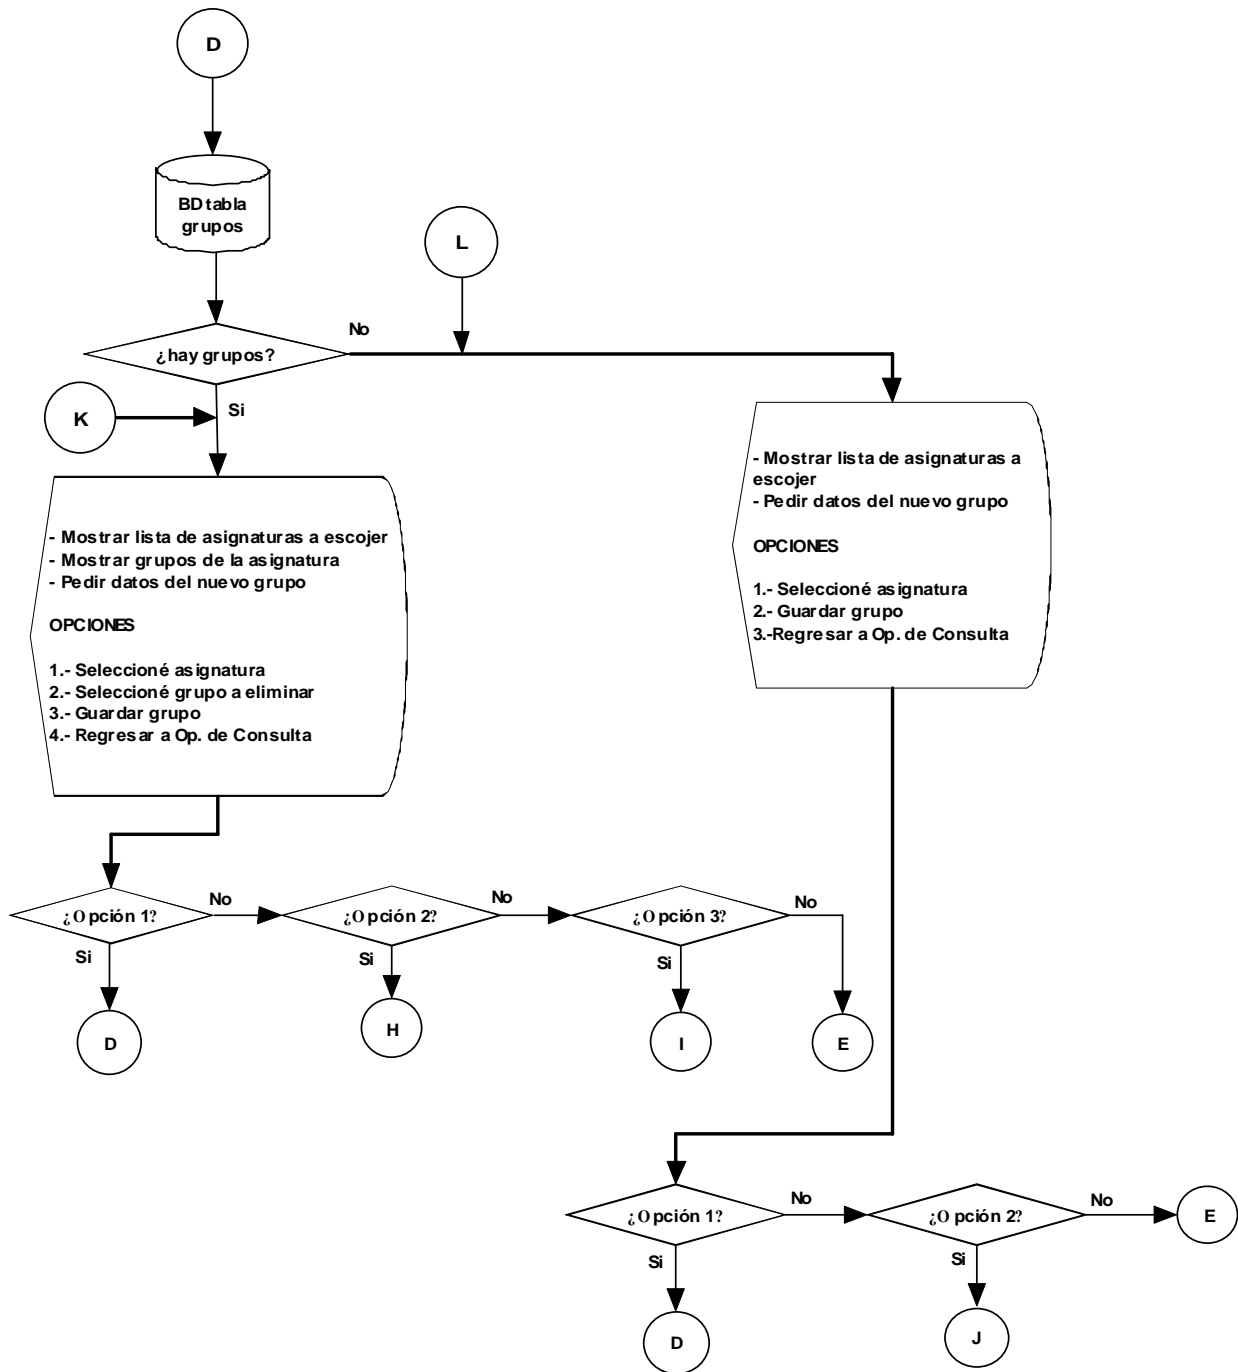 D
BD tabla
grupos
L
No
¿hay grupos?
K
Si
- Mostrar lista de asignaturas a escojer
- Mostrar grupos de la asignatura
- Pedir datos del nuevo grupo
OPCIONES
1.- Seleccioné asignatura
2.- Seleccioné grupo a eliminar
3.- Guardar grupo
4.- Regresar a Op. de Consulta
- Mostrar lista de asignaturas a
escojer
- Pedir datos del nuevo grupo
OPCIONES
1.- Seleccioné asignatura
2.- Guardar grupo
3.-Regresar a Op. de Consulta
¿Opción 1?
No
¿Opción 2?
No
¿Opción 3?
No
Si
Si
Si
D
H
I
E
¿Opción 1?
No
¿Opción 2?
No
E
Si
Si
D
J